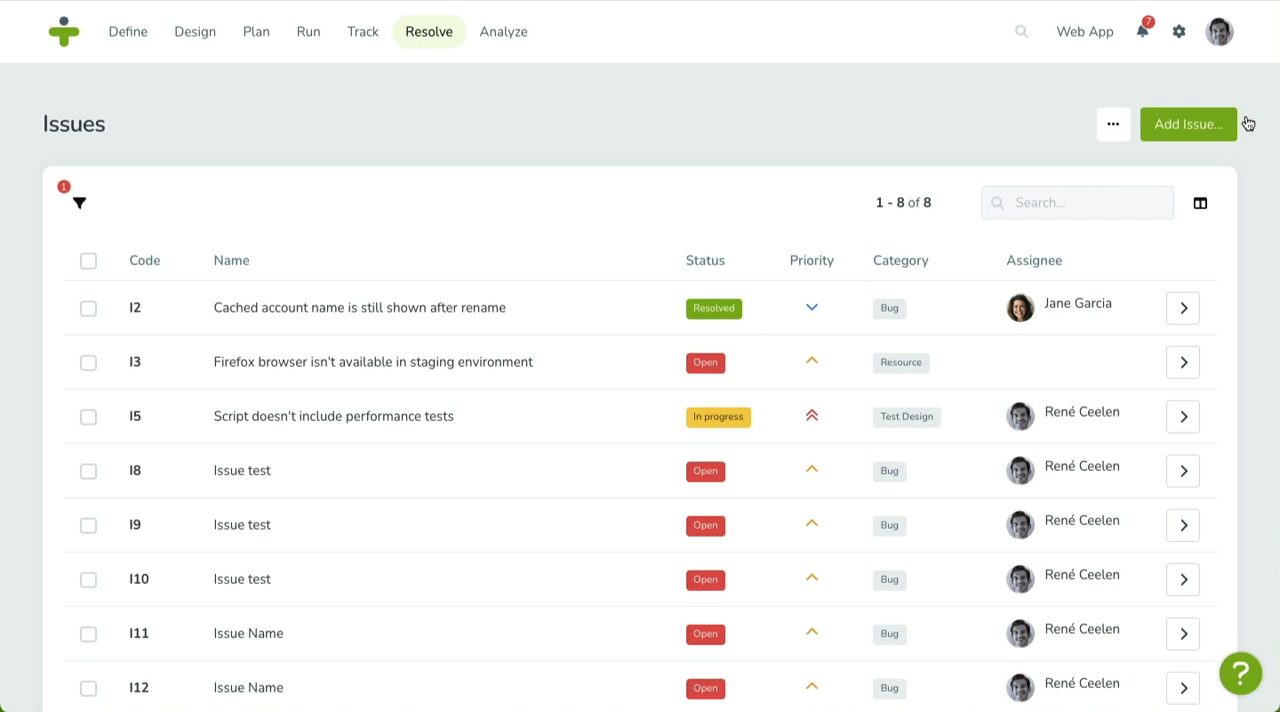 Define Design Plan Run Track Resolve Analyze Web App 7
Issues ... Add Issue...
1 1 - 8 of 8 Search...
Code Name Status Priority Category Assignee
I2 Cached account name is still shown after rename Resolved Bug Jane Garcia
I3 Firefox browser isn't available in staging environment Open Resource
I5 Script doesn't include performance tests In progress Test Design René Ceelen
I8 Issue test Open Bug René Ceelen
I9 Issue test Open Bug René Ceelen
I10 Issue test Open Bug René Ceelen
I11 Issue Name Open Bug René Ceelen
I12 Issue Name Open Bug René Ceelen
?